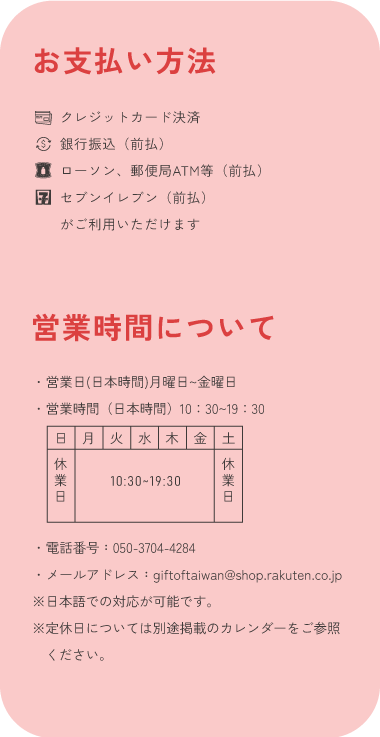 お支払い方法
クレジットカード決済
銀行振込（前払）
ローソン、郵便局ATM等（前払）
セブンイレブン（前払）
がご利用いただけます
営業時間について
・営業日(日本時間)月曜日~金曜日
・営業時間（日本時間）10：30~19：30
日 月 火 水 木 金 土
休業日 10:30~19:30 休業日
・電話番号：050-3704-4284
・メールアドレス：giftoftaiwan@shop.rakuten.co.jp
※日本語での対応が可能です。
※定休日については別途掲載のカレンダーをご参照
ください。